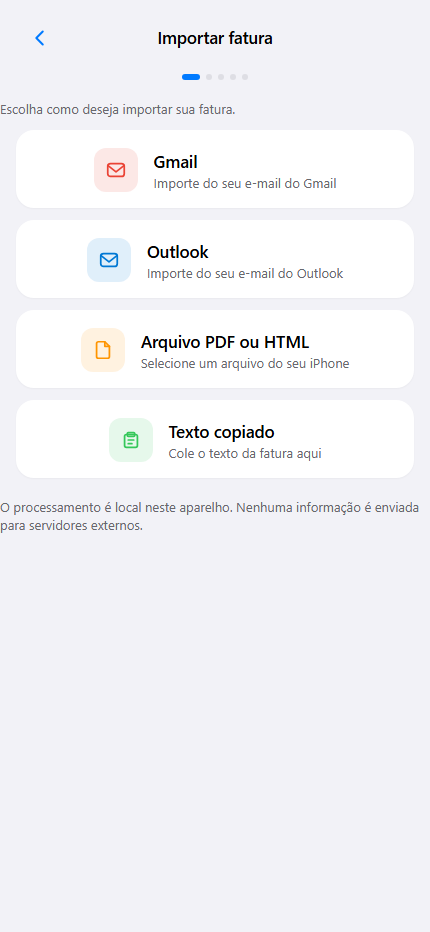 Importar fatura
Escolha como deseja importar sua fatura.
Gmail
Importe do seu e-mail do Gmail
Outlook
Importe do seu e-mail do Outlook
Arquivo PDF ou HTML
Selecione um arquivo do seu iPhone
Texto copiado
Cole o texto da fatura aqui
O processamento é local neste aparelho. Nenhuma informação é enviada
para servidores externos.